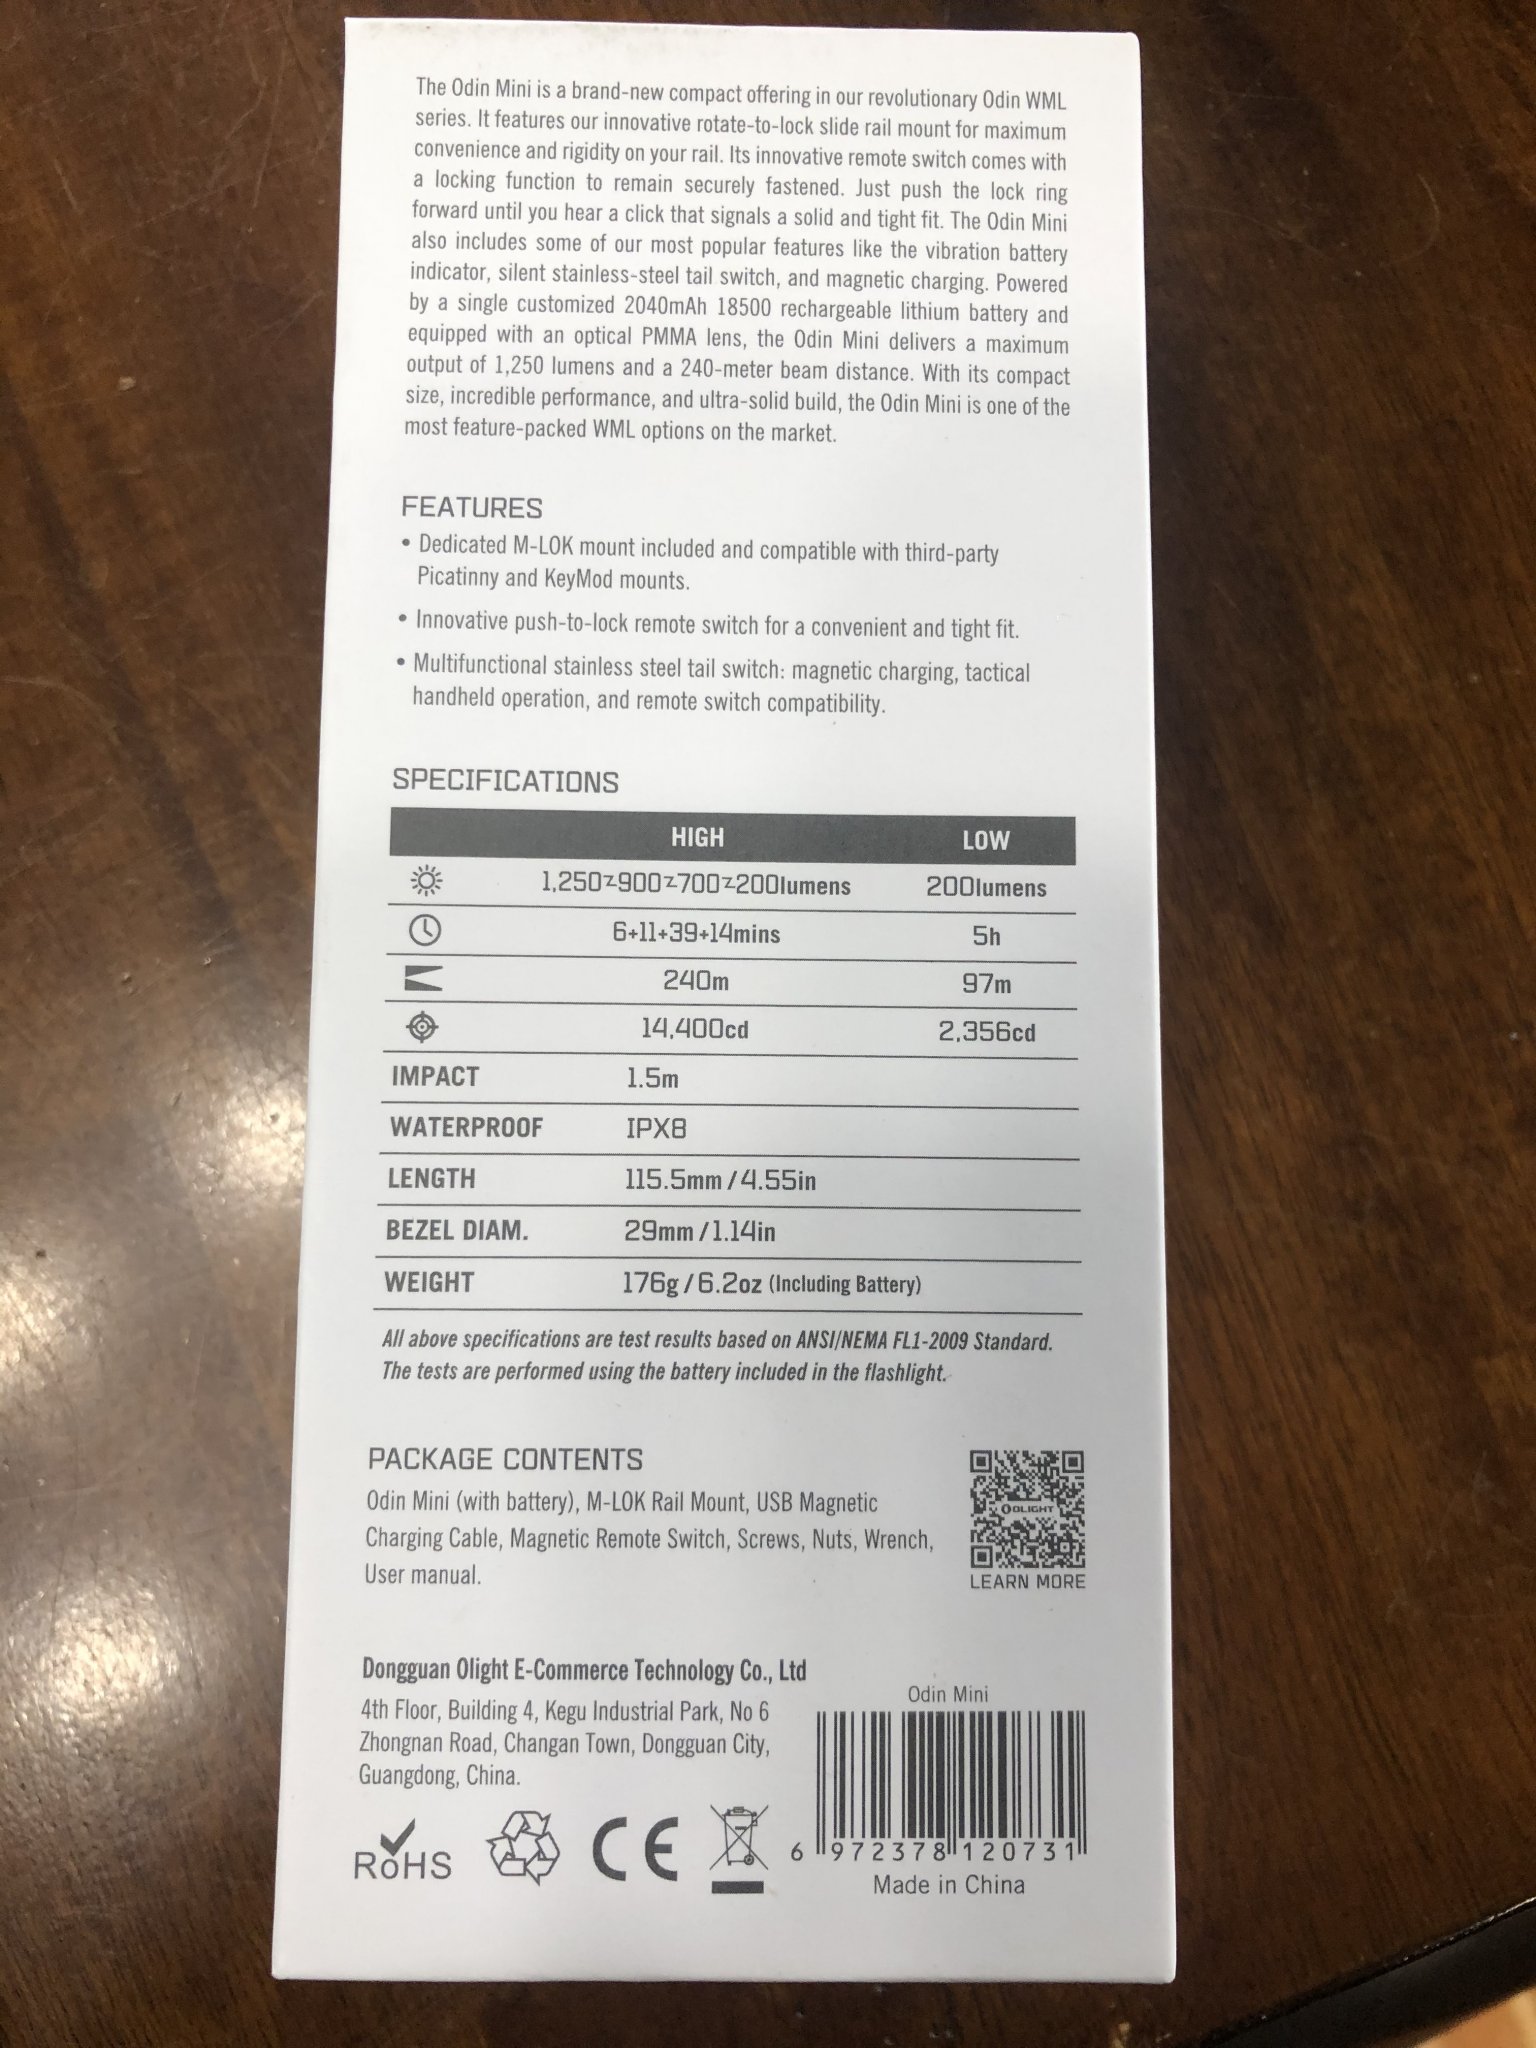 The Odin Mini is a brand-new compact offering in our revolutionary Odin WML
series. It features our innovative rotate-to-lock slide rail mount for maximum
convenience and rigidity on your rail. Its innovative remote switch comes with
a locking function to remain securely fastened. Just push the lock ring
forward until you hear a click that signals a solid and tight fit. The Odin Mini
also includes some of our most popular features like the vibration battery
indicator, silent stainless-steel tail switch, and magnetic charging. Powered
by a single customized 2040mAh 18500 rechargeable lithium battery and
equipped with an optical PMMA lens, the Odin Mini delivers a maximum
output of 1,250 lumens and a 240-meter beam distance. With its compact
size, incredible performance, and ultra-solid build, the Odin Mini is one of the
most feature-packed WML options on the market.
FEATURES
• Dedicated M-LOK mount included and compatible with third-party
Picatinny and KeyMod mounts.
• Innovative push-to-lock remote switch for a convenient and tight fit.
• Multifunctional stainless steel tail switch: magnetic charging, tactical
handheld operation, and remote switch compatibility.
SPECIFICATIONS
HIGH LOW
1,250~900~700~200lumens 200lumens
6+11+39+14mins 5h
240m 97m
14,400cd 2,356cd
IMPACT 1.5m
WATERPROOF IPX8
LENGTH 115.5mm/4.55in
BEZEL DIAM. 29mm/1.14in
WEIGHT 176g/6.2oz (Including Battery)
All above specifications are test results based on ANSI/NEMA FL1-2009 Standard.
The tests are performed using the battery included in the flashlight.
PACKAGE CONTENTS
Odin Mini (with battery), M-LOK Rail Mount, USB Magnetic
Charging Cable, Magnetic Remote Switch, Screws, Nuts, Wrench,
User manual.
OLIGHT
LEARN MORE
Dongguan Olight E-Commerce Technology Co., Ltd
4th Floor, Building 4, Kegu Industrial Park, No 6
Zhongnan Road, Changan Town, Dongguan City,
Guangdong, China.
Odin Mini
6 972378 120731
Made in China
RoHS
CE